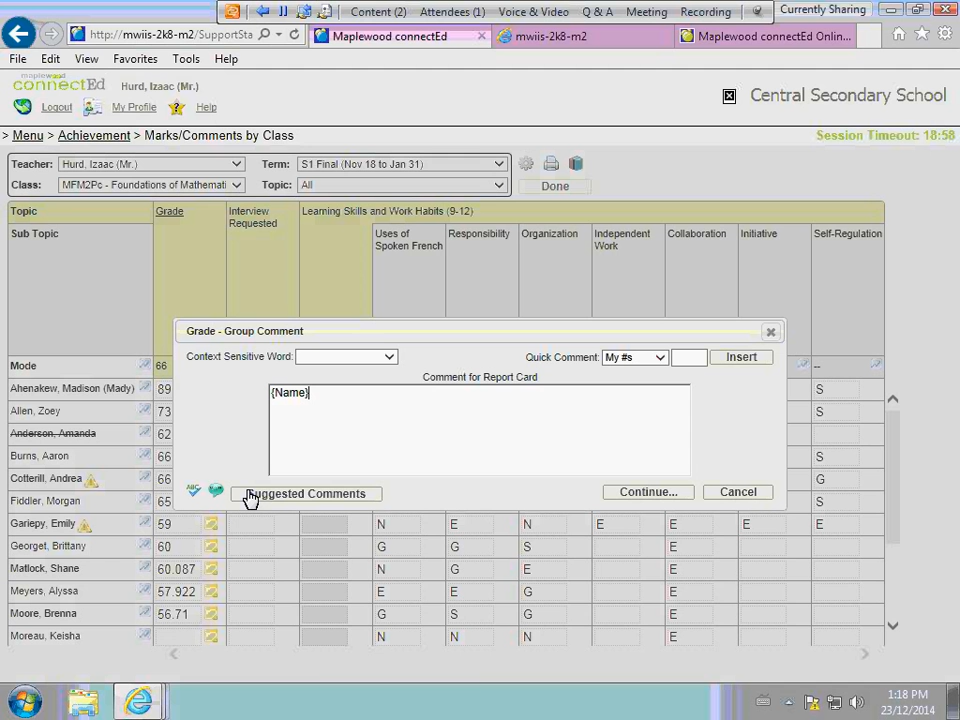 Content (2) Attendees (1) Voice & Video Q & A Meeting Recording Currently Sharing
http://mwiis-2k8-m2/SupportSta Maplewood connectEd mwiis-2k8-m2 Maplewood connectEd Onlin...
File Edit View Favorites Tools Help
maplewood
connectEd Hurd, Izaac (Mr.)
Logout My Profile Help
Central Secondary School
> Menu > Achievement > Marks/Comments by Class Session Timeout: 18:58
Teacher: Hurd, Izaac (Mr.) Term: S1 Final (Nov 18 to Jan 31)
Class: MFM2Pc - Foundations of Mathemati Topic: All Done
Topic Grade Interview Requested Learning Skills and Work Habits (9-12)
Sub Topic Uses of Spoken French Responsibility Organization Independent Work Collaboration Initiative Self-Regulation
Grade - Group Comment
Context Sensitive Word: Quick Comment: My #s Insert
Comment for Report Card
{Name}
ABC Suggested Comments Continue... Cancel
Mode 66 --
Ahenakew, Madison (Mady) 89 S
Allen, Zoey 73 S
Anderson, Amanda 62
Burns, Aaron 66 S
Cotterill, Andrea 66 G
Fiddler, Morgan 65 S
Gariepy, Emily 59 N E N E E E E
Georget, Brittany 60 G G S E
Matlock, Shane 60.087 N G E E
Meyers, Alyssa 57.922 E E G E
Moore, Brenna 56.71 G S G E
Moreau, Keisha N N N E
1:18 PM
23/12/2014